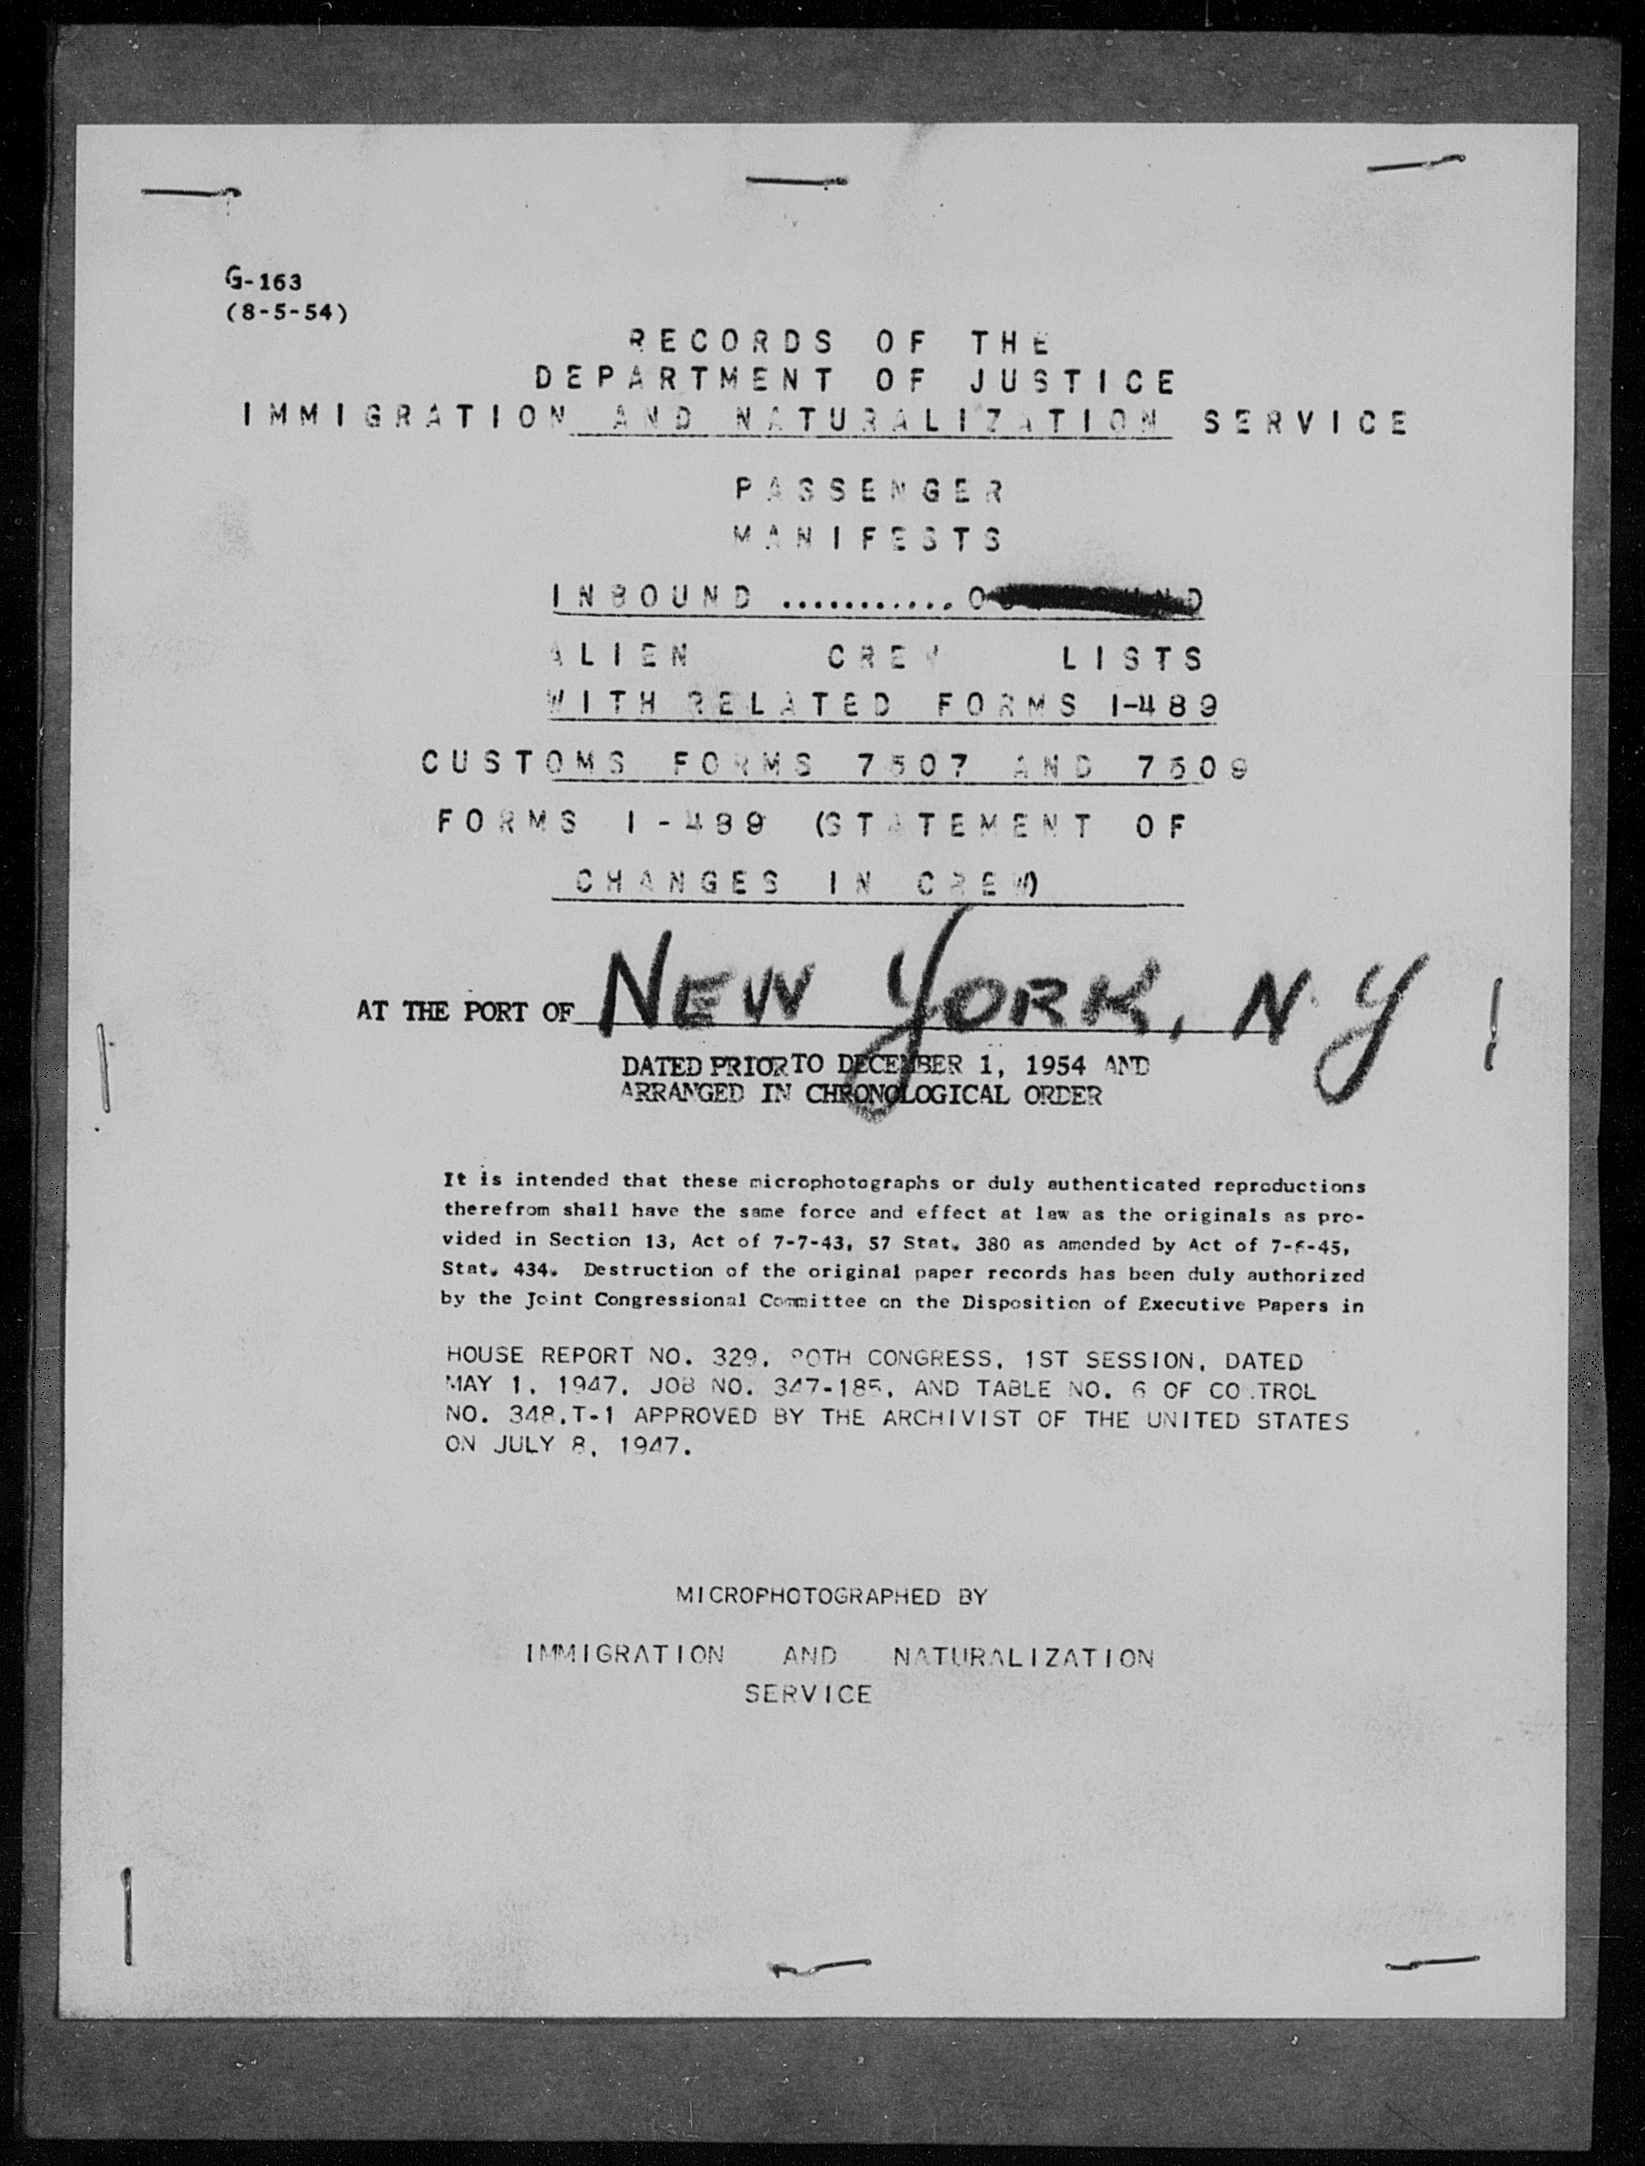 G-163
(8-5-54)
RECORDS OF THE
DEPARTMENT OF JUSTICE
IMMIGRATION AND NATURALIZATION SERVICE
PASSENGER
MANIFESTS
INBOUND ............
ALIEN CREW LISTS
WITH RELATED FORMS I-489
CUSTOMS FORMS 7507 AND 7509
FORMS I-489 (STATEMENT OF
CHANGES IN CREW)
AT THE PORT OF NEW YORK, N.Y
DATED PRIOR TO DECEMBER 1, 1954 AND
ARRANGED IN CHRONOLOGICAL ORDER
It is intended that these microphotographs or duly authenticated reproductions
therefrom shall have the same force and effect at law as the originals as pro-
vided in Section 13, Act of 7-7-43, 57 Stat. 380 as amended by Act of
Stat. 434. Destruction of the original paper records has been duly authorized
by the Joint Congressional Committee on the Disposition of Executive Papers in
HOUSE REPORT NO. 329, 80TH CONGRESS, 1ST SESSION, DATED
MAY 1, 1947, JOB NO. 347-185, AND TABLE NO. 6 OF CO.TROL
NO. 348.T-1 APPROVED BY THE ARCHIVIST OF THE UNITED STATES
ON JULY 8, 1947.
MICROPHOTOGRAPHED BY
IMMIGRATION AND NATURALIZATION
SERVICE